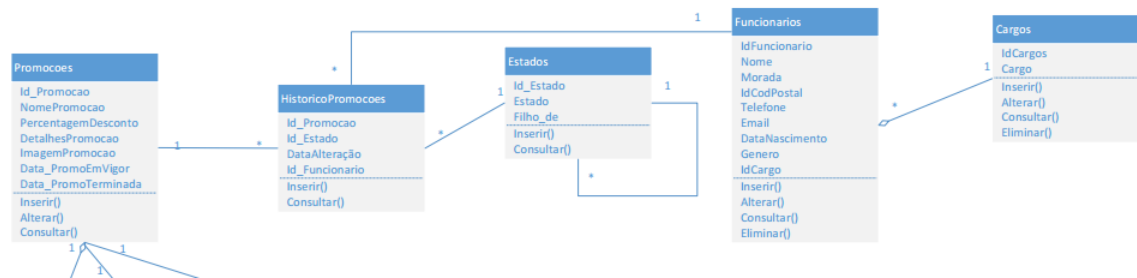 Promocoes
Id_Promocao
NomePromocao
PercentagemDesconto
DetalhesPromocao
ImagemPromocao
Data_PromoEmVigor
Data_PromoTerminada
Inserir()
Alterar()
Consultar()
1
1
1
1
*
HistoricoPromocoes
Id_Promocao
Id_Estado
DataAlteração
Id_Funcionario
Inserir()
Consultar()
*
1
*
1
Estados
Id_Estado
Estado
Filho_de
Inserir()
Consultar()
1
*
Funcionarios
IdFuncionario
Nome
Morada
IdCodPostal
Telefone
Email
DataNascimento
Genero
IdCargo
Inserir()
Alterar()
Consultar()
Eliminar()
*
1
Cargos
IdCargos
Cargo
Inserir()
Alterar()
Consultar()
Eliminar()